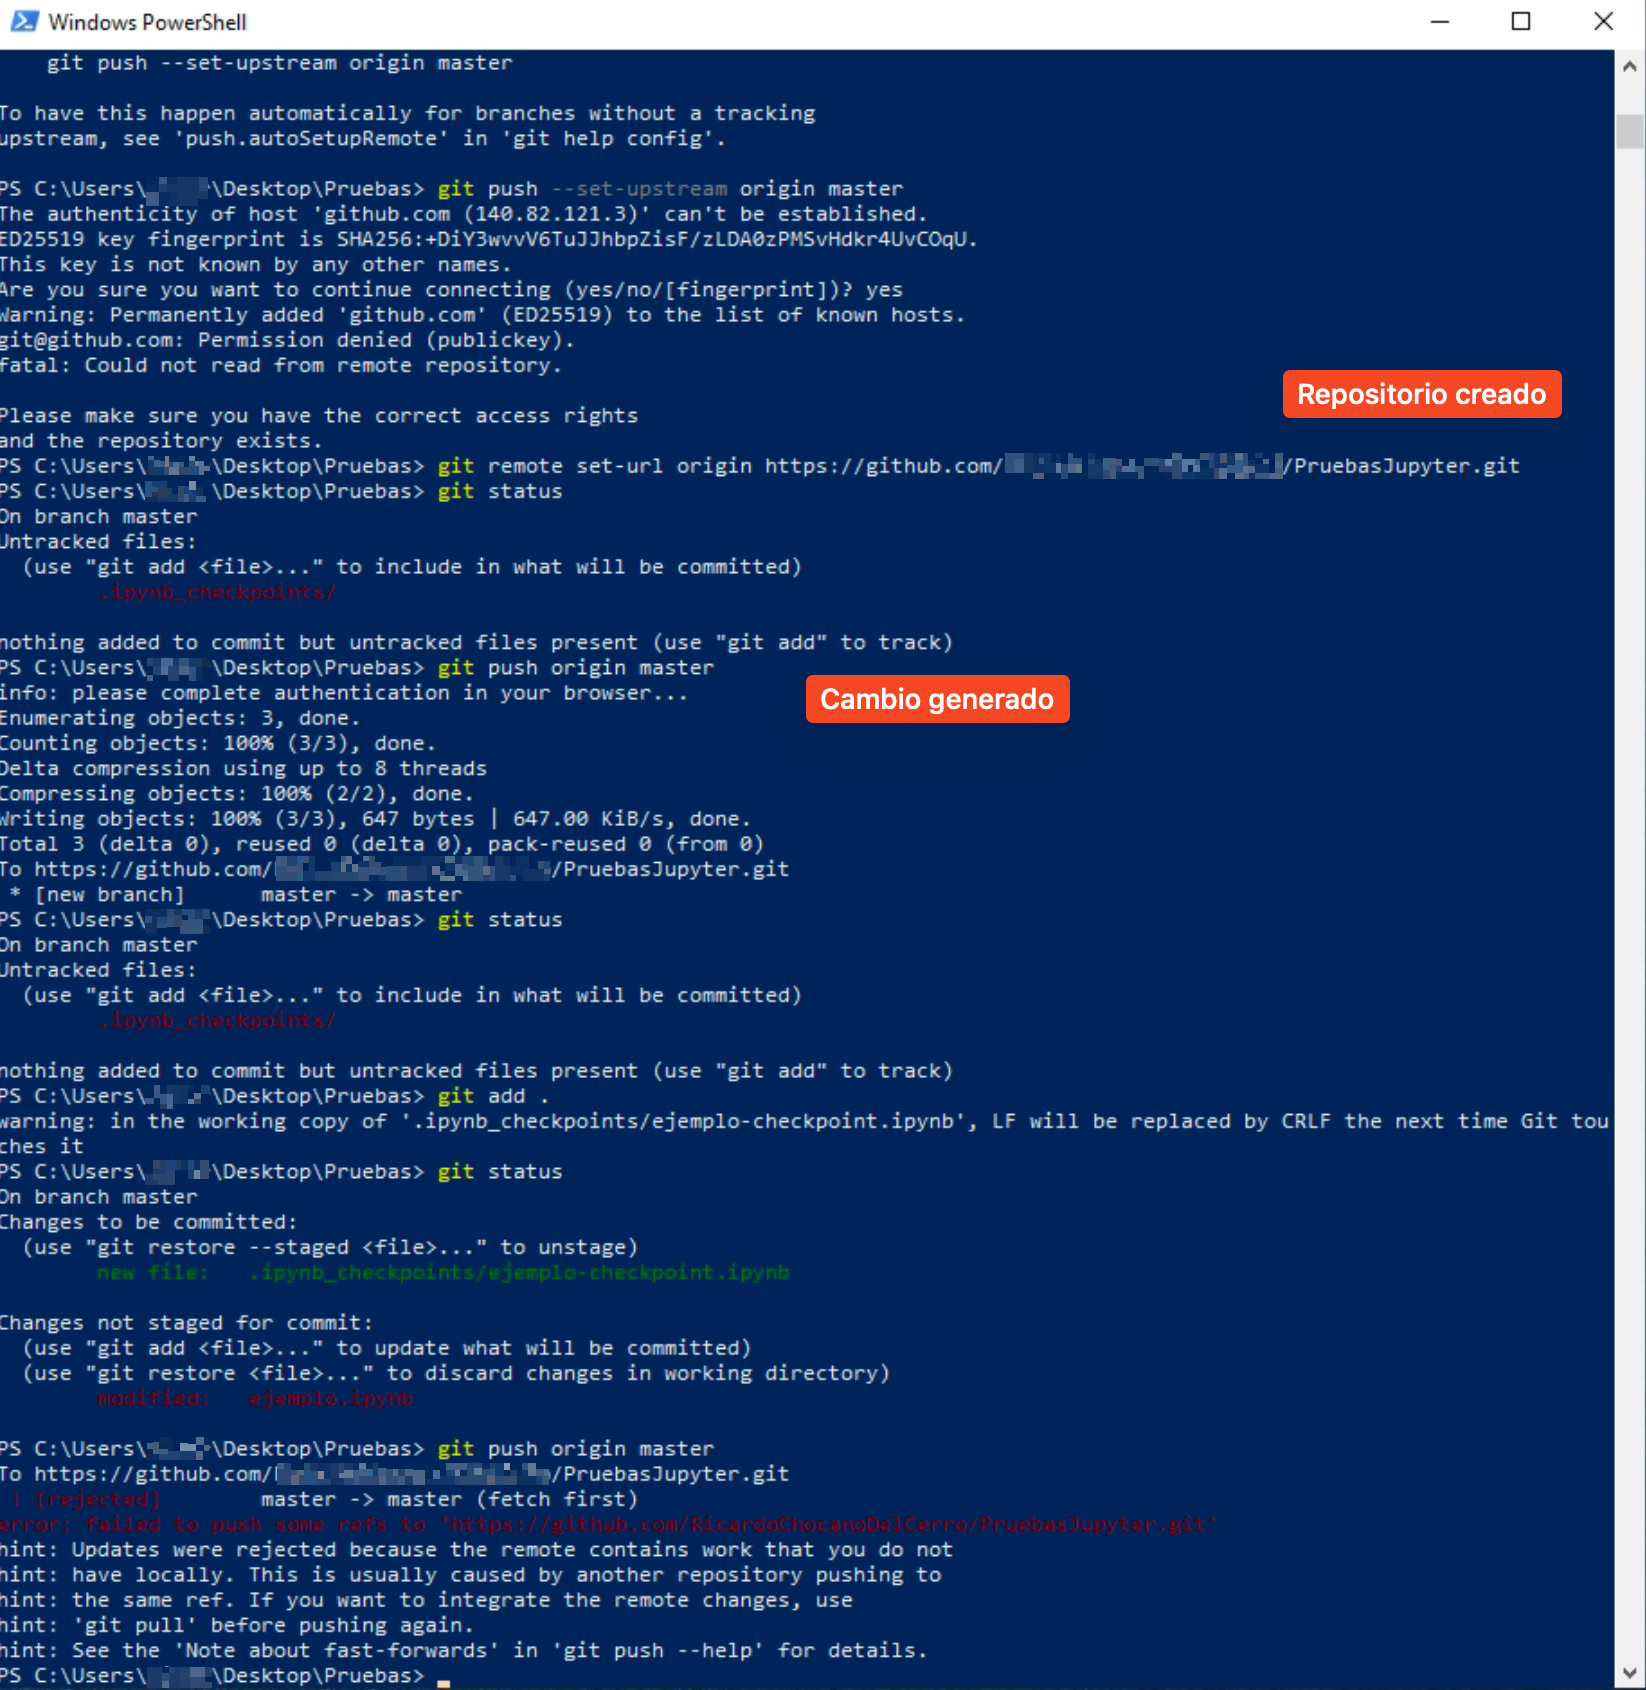 Windows PowerShell
git push --set-upstream origin master
To have this happen automatically for branches without a tracking
upstream, see 'push.autoSetupRemote' in 'git help config'.
PS C:\Users\ \Desktop\Pruebas> git push --set-upstream origin master
The authenticity of host 'github.com (140.82.121.3)' can't be established.
ED25519 key fingerprint is SHA256:+DiY3wvvV6TuJJhbpZisF/zLDA0zPMSvHdkr4UvCOqU.
This key is not known by any other names.
Are you sure you want to continue connecting (yes/no/[fingerprint])? yes
Warning: Permanently added 'github.com' (ED25519) to the list of known hosts.
git@github.com: Permission denied (publickey).
fatal: Could not read from remote repository.
Repositorio creado
Please make sure you have the correct access rights
and the repository exists.
PS C:\Users\ \Desktop\Pruebas> git remote set-url origin https://github.com/ /PruebasJupyter.git
PS C:\Users\ \Desktop\Pruebas> git status
On branch master
Untracked files:
(use "git add <file>..." to include in what will be committed)
.ipynb_checkpoints/
nothing added to commit but untracked files present (use "git add" to track)
PS C:\Users\ \Desktop\Pruebas> git push origin master
info: please complete authentication in your browser...
Cambio generado
Enumerating objects: 3, done.
Counting objects: 100% (3/3), done.
Delta compression using up to 8 threads
Compressing objects: 100% (2/2), done.
Writing objects: 100% (3/3), 647 bytes | 647.00 KiB/s, done.
Total 3 (delta 0), reused 0 (delta 0), pack-reused 0 (from 0)
To https://github.com/ /PruebasJupyter.git
* [new branch] master -> master
PS C:\Users\ \Desktop\Pruebas> git status
On branch master
Untracked files:
(use "git add <file>..." to include in what will be committed)
.ipynb_checkpoints/
nothing added to commit but untracked files present (use "git add" to track)
PS C:\Users\ \Desktop\Pruebas> git add .
warning: in the working copy of '.ipynb_checkpoints/ejemplo-checkpoint.ipynb', LF will be replaced by CRLF the next time Git tou
ches it
PS C:\Users\ \Desktop\Pruebas> git status
On branch master
Changes to be committed:
(use "git restore --staged <file>..." to unstage)
new file: .ipynb_checkpoints/ejemplo-checkpoint.ipynb
Changes not staged for commit:
(use "git add <file>..." to update what will be committed)
(use "git restore <file>..." to discard changes in working directory)
modified: ejemplo.ipynb
PS C:\Users\ \Desktop\Pruebas> git push origin master
To https://github.com/ /PruebasJupyter.git
! [rejected] master -> master (fetch first)
error: failed to push some refs to 'https://github.com/RicardoChocanoDelCerro/PruebasJupyter.git'
hint: Updates were rejected because the remote contains work that you do not
hint: have locally. This is usually caused by another repository pushing to
hint: the same ref. If you want to integrate the remote changes, use
hint: 'git pull' before pushing again.
hint: See the 'Note about fast-forwards' in 'git push --help' for details.
PS C:\Users\ \Desktop\Pruebas>